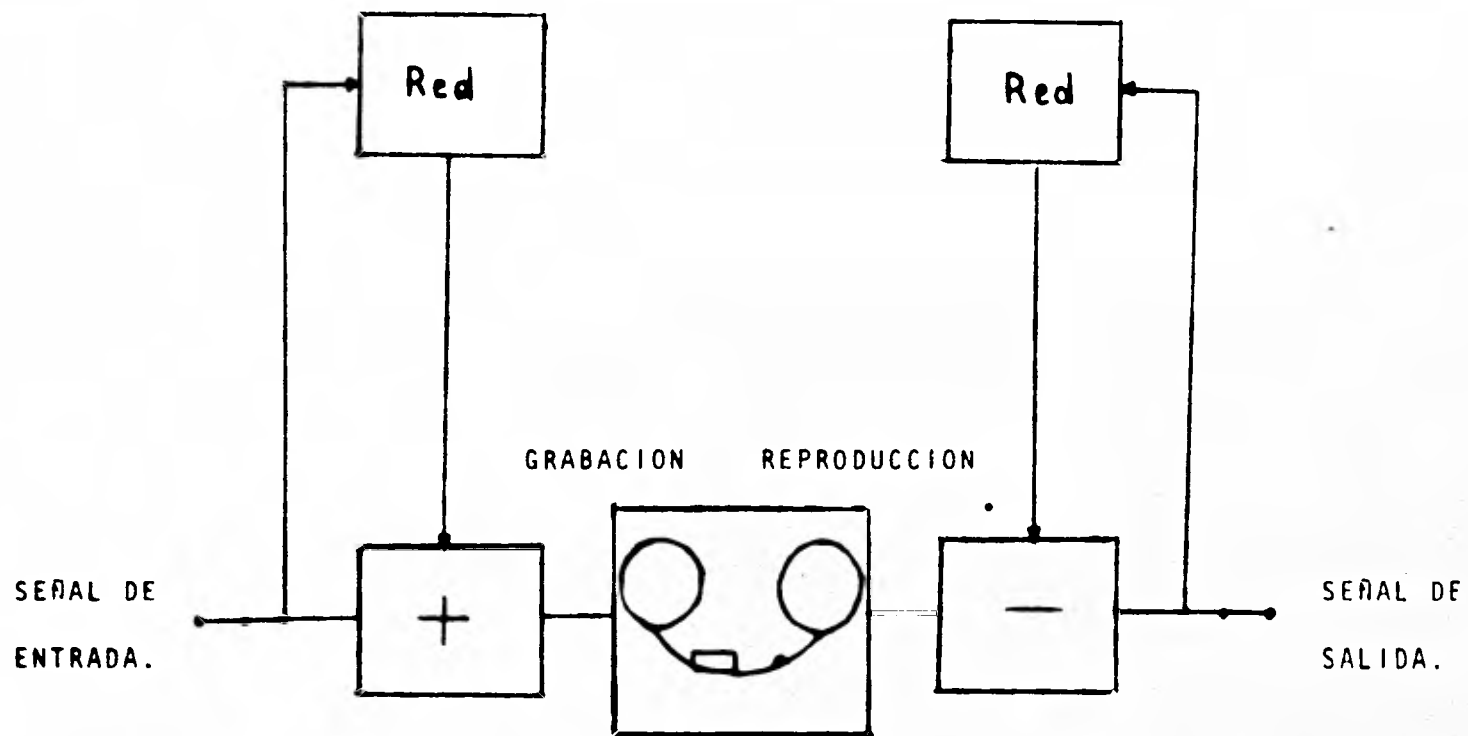 Red
Red
GRABACION REPRODUCCION
SEÑAL DE
ENTRADA.
+
−
SEÑAL DE
SALIDA.